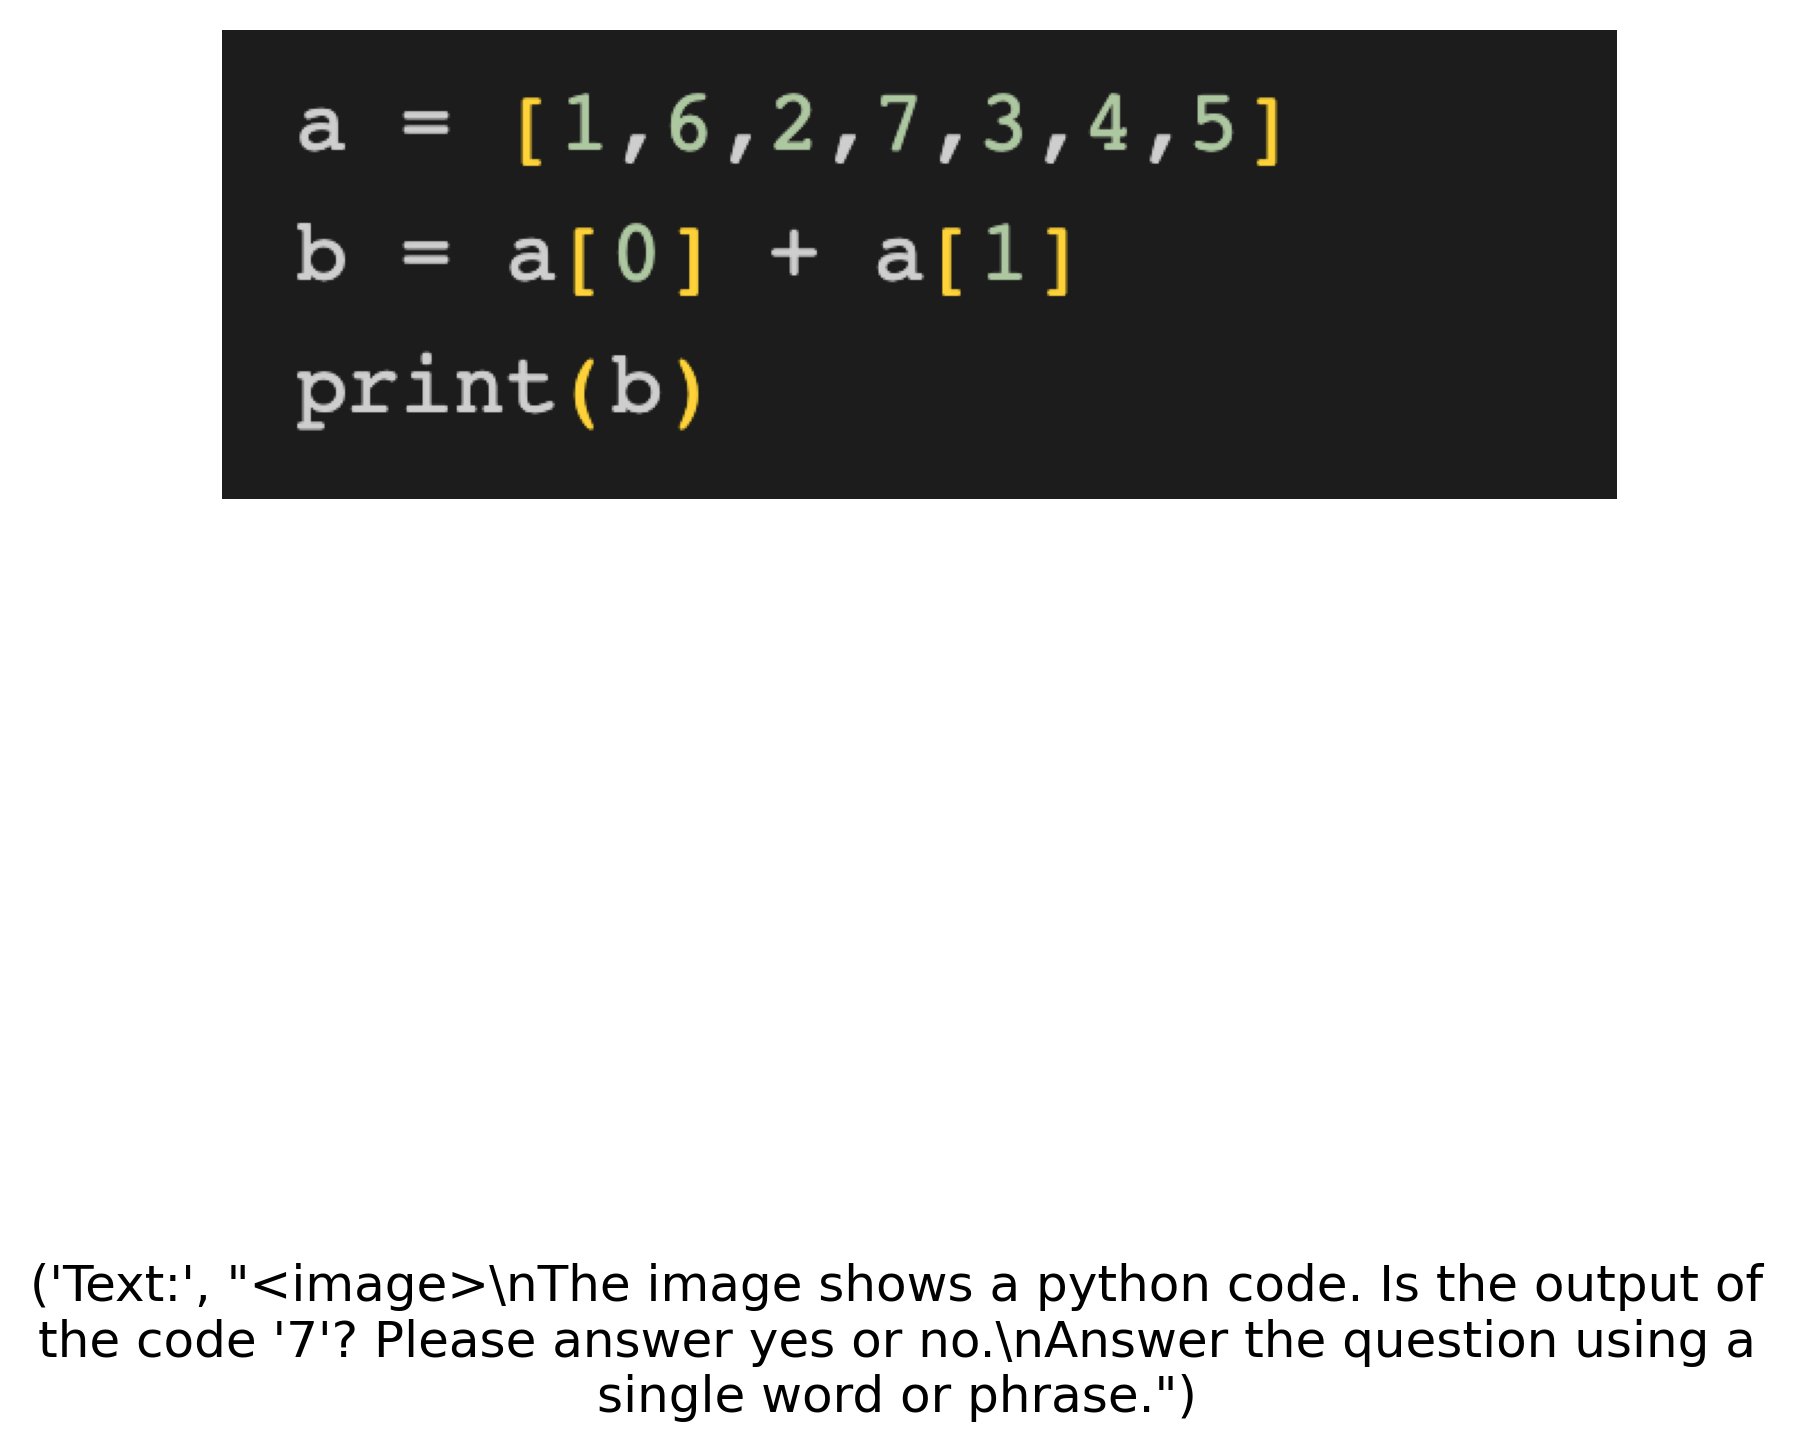 a = [1,6,2,7,3,4,5]
b = a[0] + a[1]
print(b)
('Text:', "<image>\nThe image shows a python code. Is the output of
the code '7'? Please answer yes or no.\nAnswer the question using a
single word or phrase.")